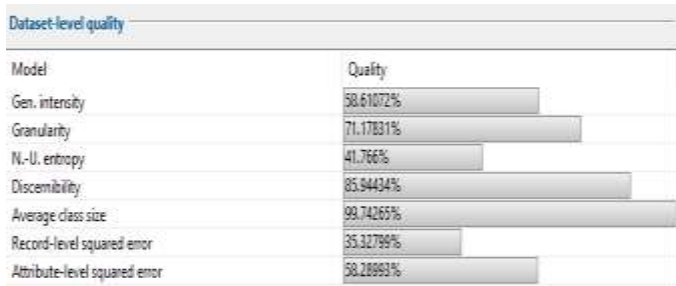 Dataset-level quality
Model Quality
Gen. intensity 58.61072%
Granularity 71.17831%
N.-U. entropy 41.766%
Discernibility 85.94434%
Average class size 99.74265%
Record-level squared error 35.32799%
Attribute-level squared error 58.28993%